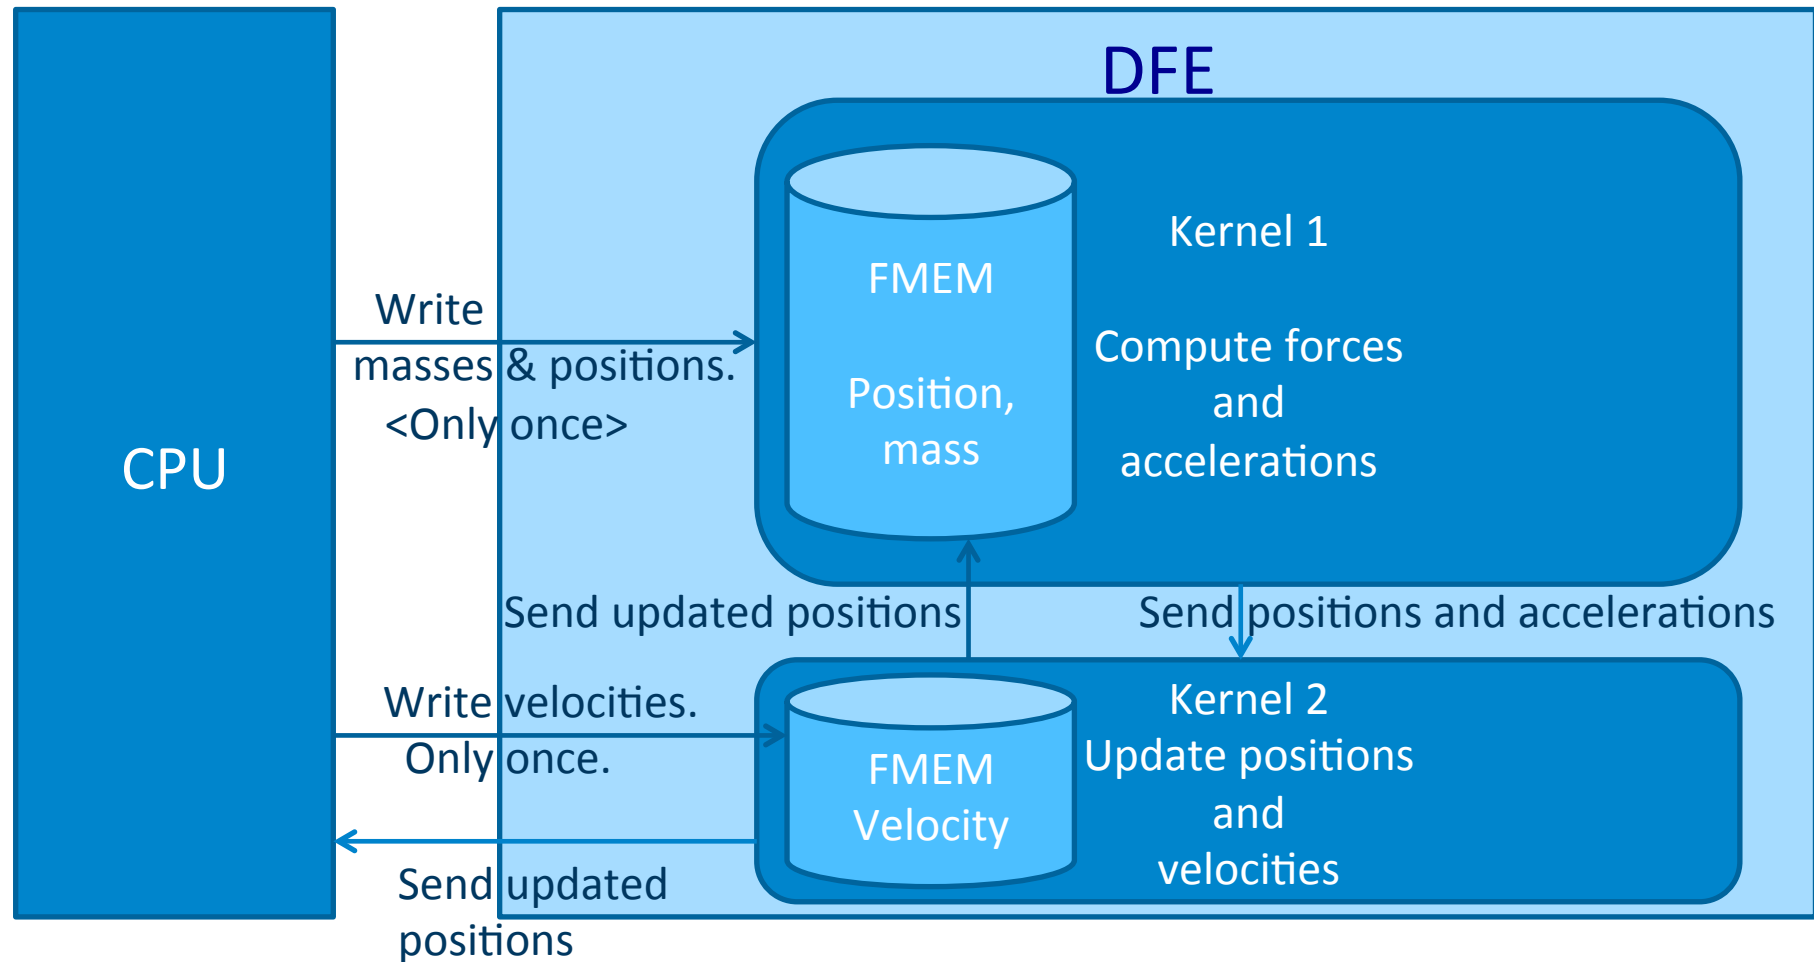 DFE
Kernel 1
FMEM
Write
masses & positions.
<Only once>
Compute forces
and
accelerations
Position,
mass
CPU
Send updated positions
Send positions and accelerations
Write velocities.
Only once.
Kernel 2
Update positions
and
velocities
FMEM
Velocity
Send updated
positions